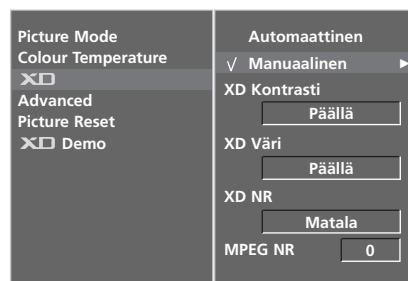 Picture Mode
Colour Temperature
XD
Advanced
Picture Reset
XD Demo
Automaattinen
√ Manuaalinen ►
XD Kontrasti
Päällä
XD Väri
Päällä
XD NR
Matala
MPEG NR 0